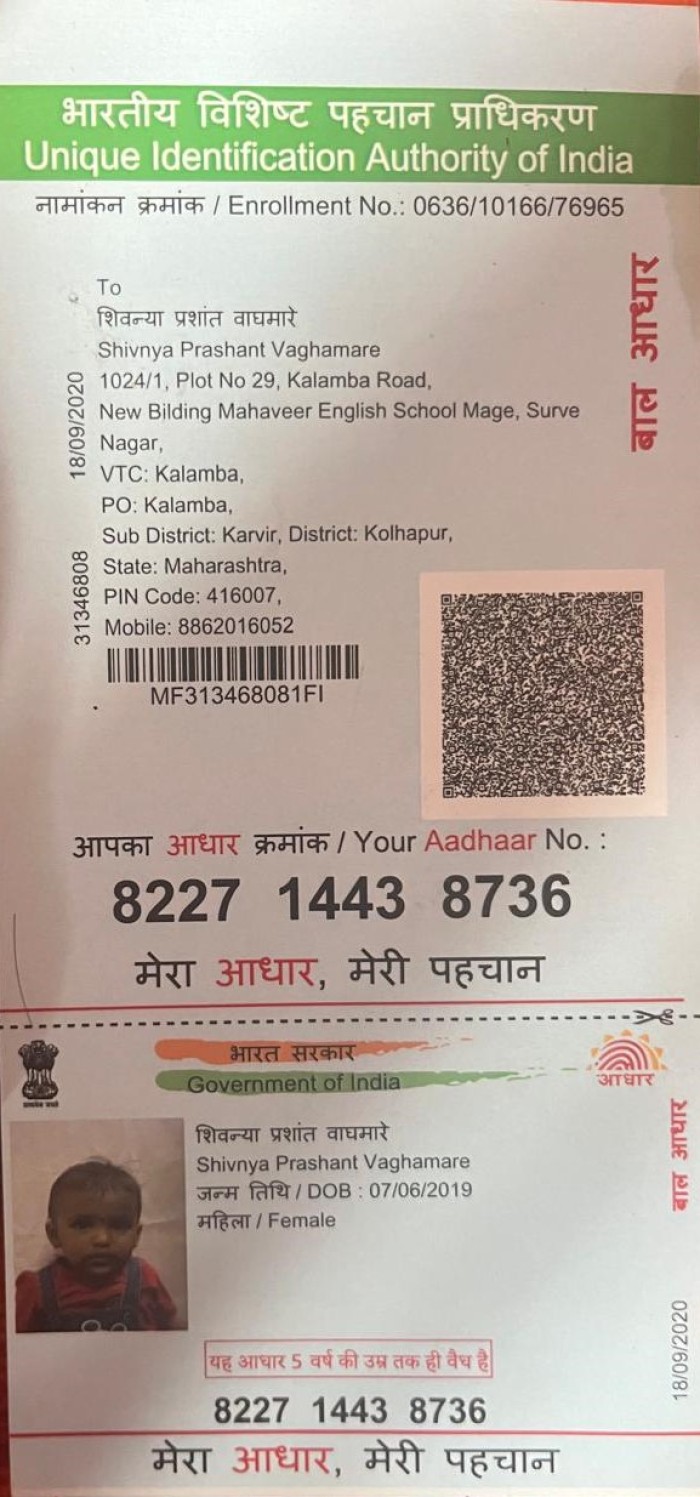 भारतीय विशिष्ट पहचान प्राधिकरण
Unique Identification Authority of India
नामांकन क्रमांक / Enrollment No.: 0636/10166/76965
To
शिवन्या प्रशांत वाघमारे
Shivnya Prashant Vaghamare
1024/1, Plot No 29, Kalamba Road,
New Bilding Mahaveer English School Mage, Surve
Nagar,
VTC: Kalamba,
PO: Kalamba,
Sub District: Karvir, District: Kolhapur,
State: Maharashtra,
PIN Code: 416007,
Mobile: 8862016052
18/09/2020
31346808
बाल आधार
MF313468081FI
आपका आधार क्रमांक / Your Aadhaar No. :
8227 1443 8736
मेरा आधार, मेरी पहचान
भारत सरकार
Government of India
आधार
शिवन्या प्रशांत वाघमारे
Shivnya Prashant Vaghamare
जन्म तिथि / DOB : 07/06/2019
महिला / Female
बाल आधार
18/09/2020
यह आधार 5 वर्ष की उम्र तक ही वैध है
8227 1443 8736
मेरा आधार, मेरी पहचान